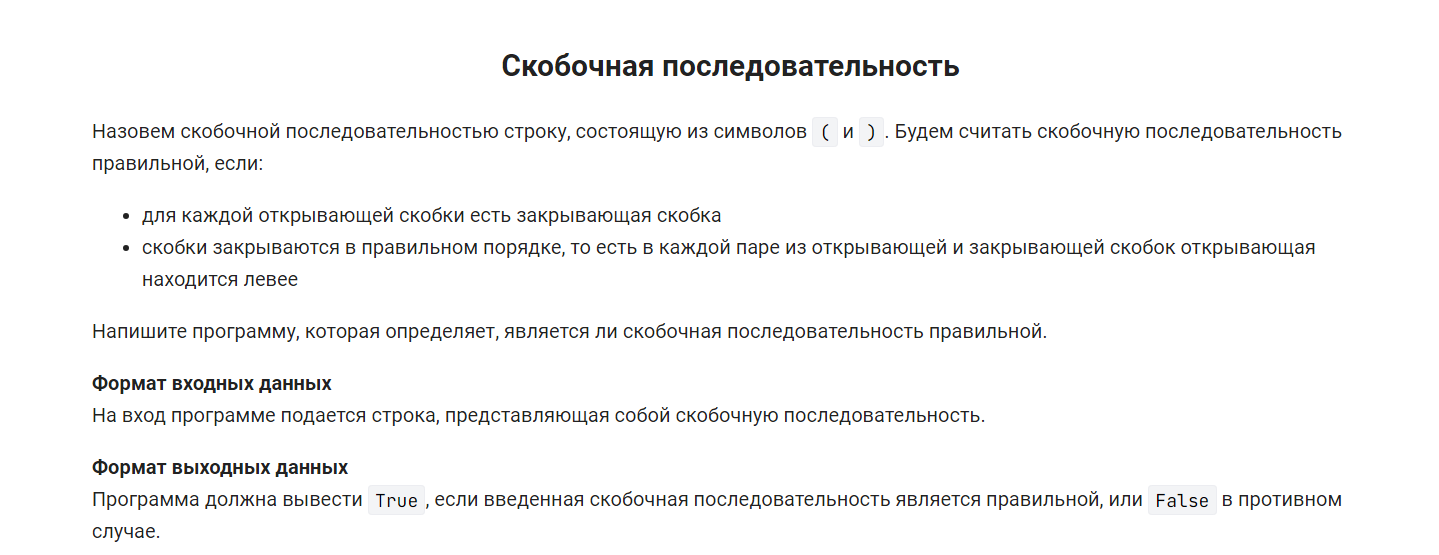 Скобочная последовательность
Назовем скобочной последовательностью строку, состоящую из символов ( и ). Будем считать скобочную последовательность
правильной, если:
• для каждой открывающей скобки есть закрывающая скобка
• скобки закрываются в правильном порядке, то есть в каждой паре из открывающей и закрывающей скобок открывающая
находится левее
Напишите программу, которая определяет, является ли скобочная последовательность правильной.
Формат входных данных
На вход программе подается строка, представляющая собой скобочную последовательность.
Формат выходных данных
Программа должна вывести True, если введенная скобочная последовательность является правильной, или False в противном
случае.